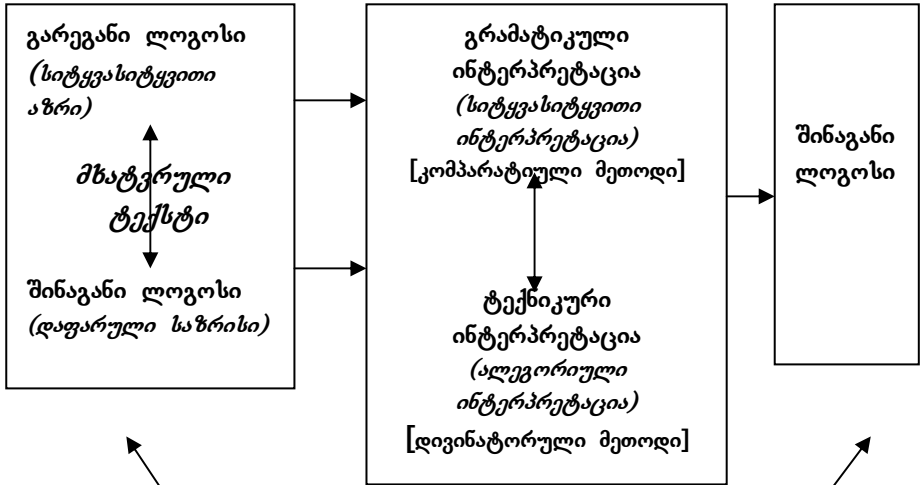 გარეგანი ლოგოსი
(სიტყვასიტყვითი
აზრი)
მხატვრული
ტექსტი
შინაგანი ლოგოსი
(დაფარული საზრისი)
გრამატიკული
ინტერპრეტაცია
(სიტყვასიტყვითი
ინტერპრეტაცია)
[კომპარატიული მეთოდი]
ტექნიკური
ინტერპრეტაცია
(ალეგორიული
ინტერპრეტაცია)
[დივინატორული მეთოდი]
შინაგანი
ლოგოსი